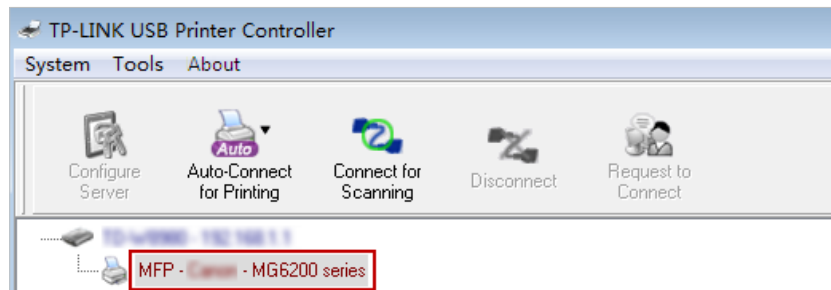 TP-LINK USB Printer Controller
System Tools About
Auto
Configure Server
Auto-Connect for Printing
Connect for Scanning
Disconnect
Request to Connect
MFP - - MG6200 series